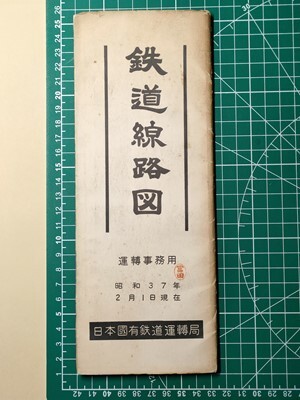 鉄道線路図
運轉事務用
昭和37年
2月1日現在
日本國有鉄道運轉局